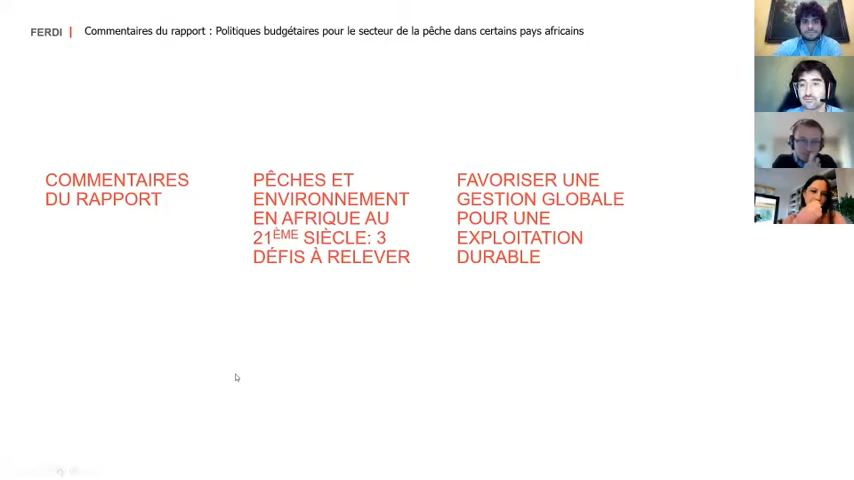 FERDI | Commentaires du rapport : Politiques budgétaires pour le secteur de la pêche dans certains pays africains
COMMENTAIRES
DU RAPPORT
PÊCHES ET
ENVIRONNEMENT
EN AFRIQUE AU
21ÈME SIÈCLE: 3
DÉFIS À RELEVER
FAVORISER UNE
GESTION GLOBALE
POUR UNE
EXPLOITATION
DURABLE